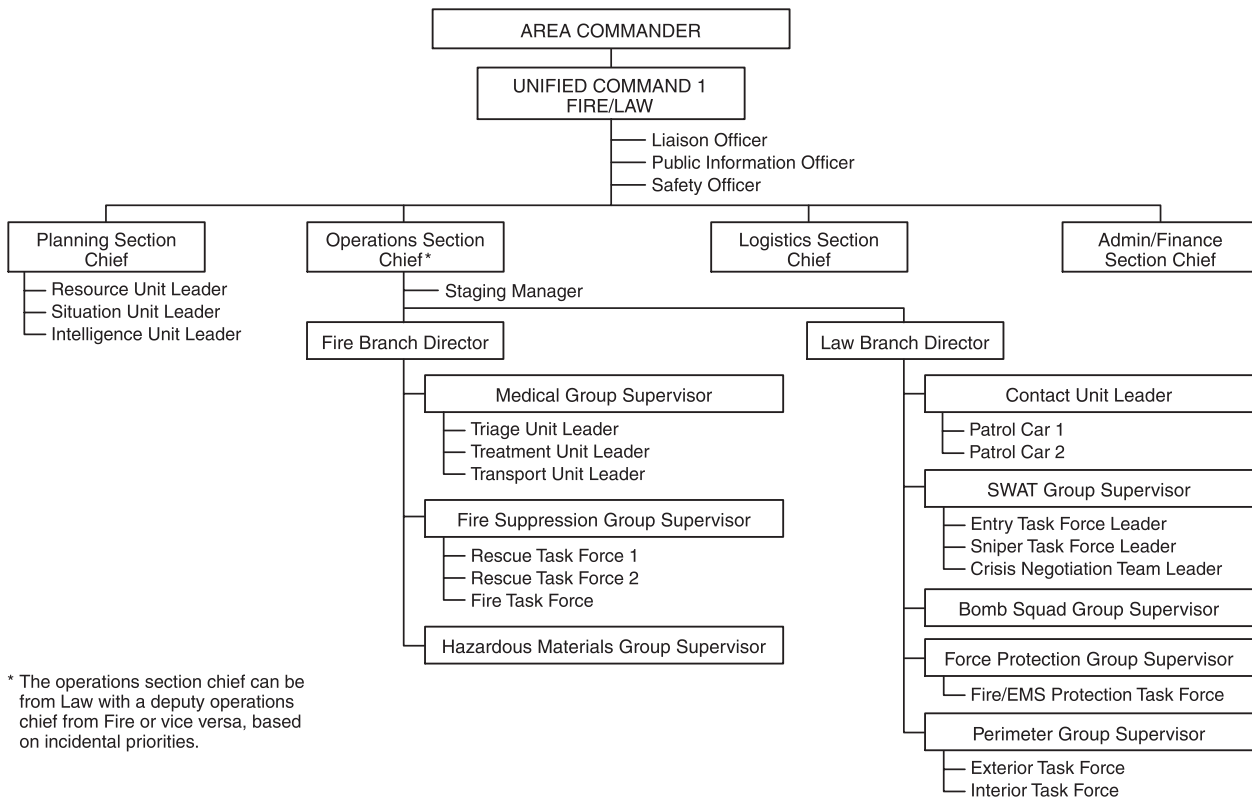 AREA COMMANDER
UNIFIED COMMAND 1
FIRE/LAW
Liaison Officer
Public Information Officer
Safety Officer
Planning Section
Chief
Resource Unit Leader
Situation Unit Leader
Intelligence Unit Leader
Operations Section
Chief*
Staging Manager
Logistics Section
Chief
Admin/Finance
Section Chief
Fire Branch Director
Medical Group Supervisor
Triage Unit Leader
Treatment Unit Leader
Transport Unit Leader
Fire Suppression Group Supervisor
Rescue Task Force 1
Rescue Task Force 2
Fire Task Force
Hazardous Materials Group Supervisor
Law Branch Director
Contact Unit Leader
Patrol Car 1
Patrol Car 2
SWAT Group Supervisor
Entry Task Force Leader
Sniper Task Force Leader
Crisis Negotiation Team Leader
Bomb Squad Group Supervisor
Force Protection Group Supervisor
Fire/EMS Protection Task Force
Perimeter Group Supervisor
Exterior Task Force
Interior Task Force
* The operations section chief can be
from Law with a deputy operations
chief from Fire or vice versa, based
on incidental priorities.